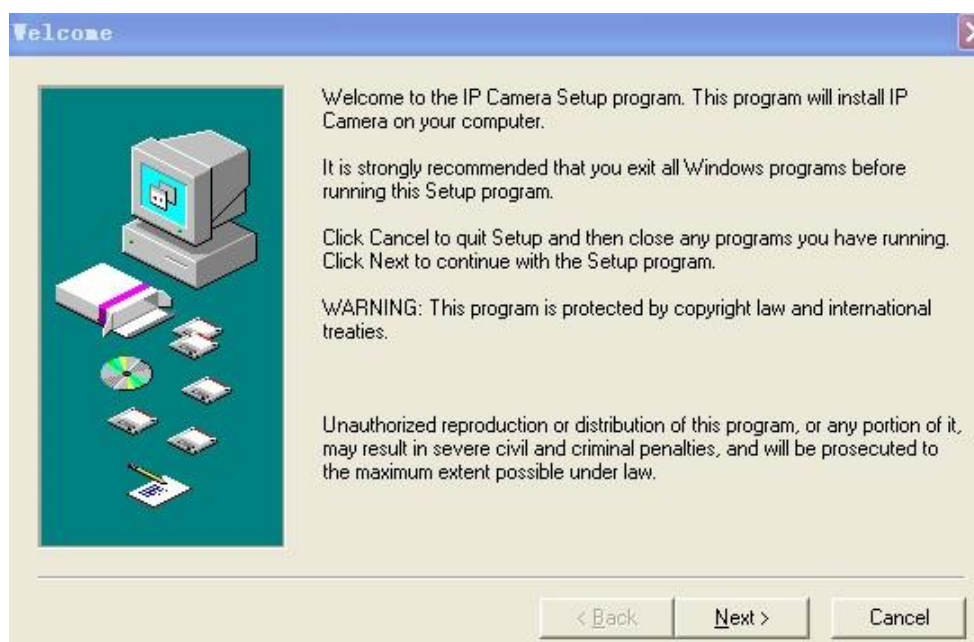 Welcome
Welcome to the IP Camera Setup program. This program will install IP
Camera on your computer.
It is strongly recommended that you exit all Windows programs before
running this Setup program.
Click Cancel to quit Setup and then close any programs you have running.
Click Next to continue with the Setup program.
WARNING: This program is protected by copyright law and international
treaties.
Unauthorized reproduction or distribution of this program, or any portion of it,
may result in severe civil and criminal penalties, and will be prosecuted to
the maximum extent possible under law.
< Back Next > Cancel